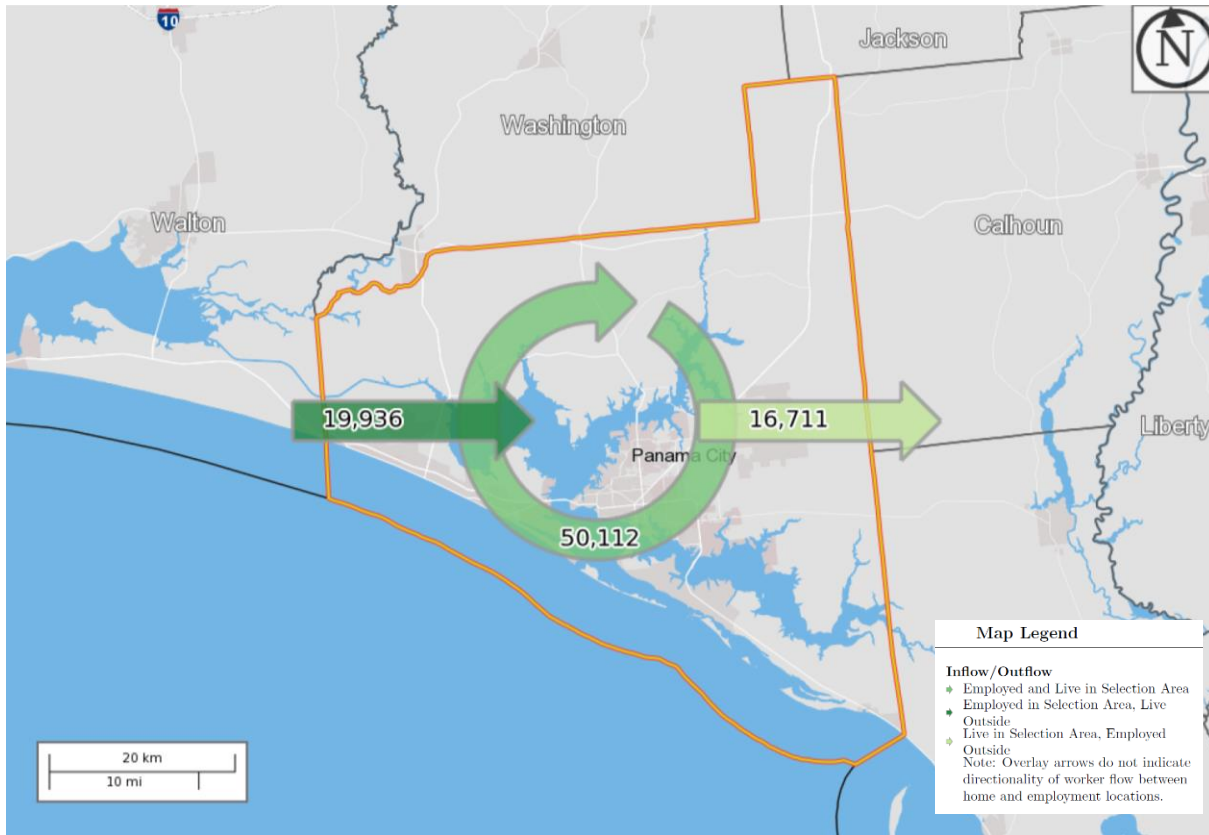 10
Jackson
N
Washington
Walton
Calhoun
19,936
16,711
Liberty
Panama City
50,112
Map Legend
Inflow/Outflow
Employed and Live in Selection Area
Employed in Selection Area, Live
Outside
Live in Selection Area, Employed
Outside
Note: Overlay arrows do not indicate
directionality of worker flow between
home and employment locations.
20 km
10 mi